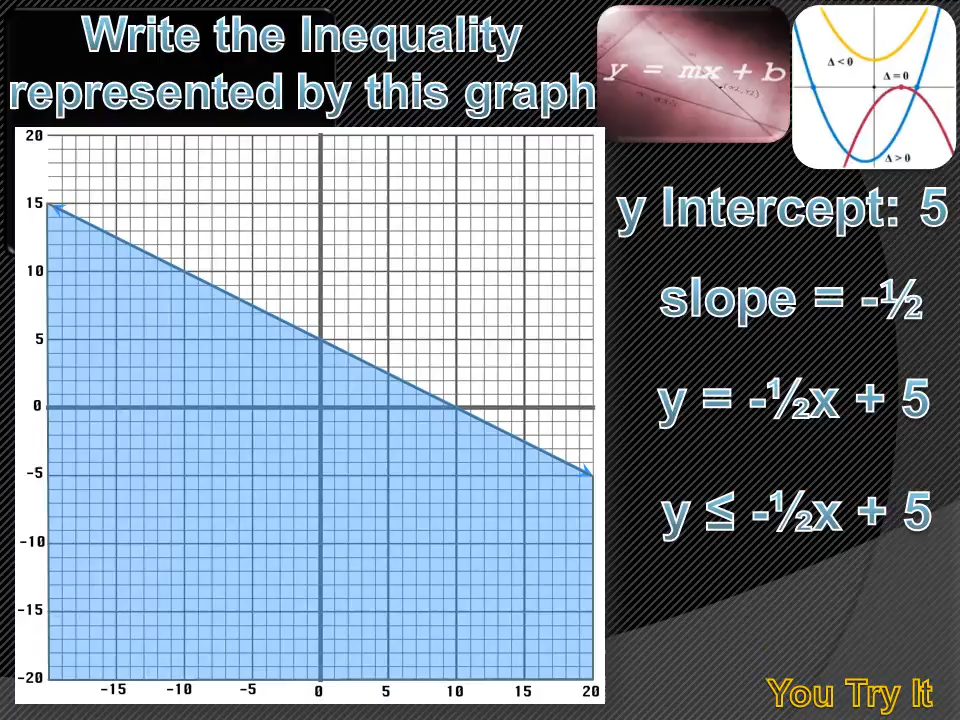 Write the Inequality
represented by this graph
y = mx + b
(x2, y2)
Δ < 0
Δ = 0
Δ > 0
20
15
10
5
0
-5
-10
-15
-20
-15 -10 -5 0 5 10 15 20
y Intercept: 5
slope = -½
y = -½x + 5
y ≤ -½x + 5
You Try It